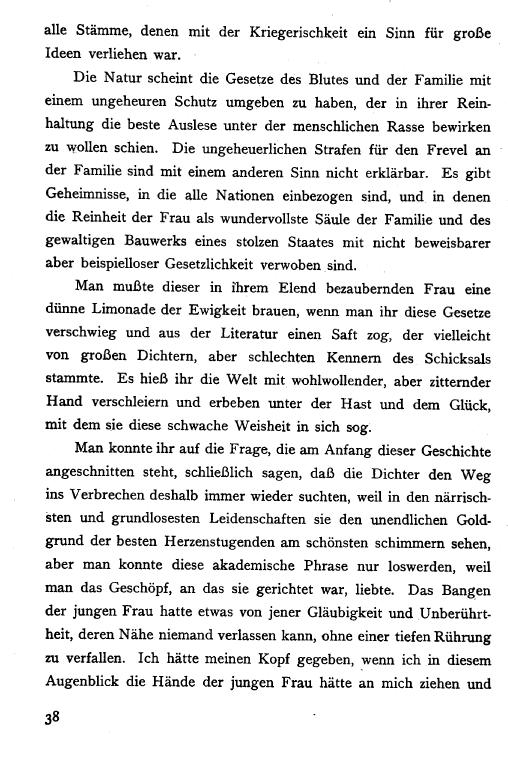 alle Stämme, denen mit der Kriegerischkeit ein Sinn für große
Ideen verliehen war.
Die Natur scheint die Gesetze des Blutes und der Familie mit
einem ungeheuren Schutz umgeben zu haben, der in ihrer Rein-
haltung die beste Auslese unter der menschlichen Rasse bewirken
zu wollen schien. Die ungeheuerlichen Strafen für den Frevel an
der Familie sind mit einem anderen Sinn nicht erklärbar. Es gibt
Geheimnisse, in die alle Nationen einbezogen sind, und in denen
die Reinheit der Frau als wundervollste Säule der Familie und des
gewaltigen Bauwerks eines stolzen Staates mit nicht beweisbarer
aber beispielloser Gesetzlichkeit verwoben sind.
Man mußte dieser in ihrem Elend bezaubernden Frau eine
dünne Limonade der Ewigkeit brauen, wenn man ihr diese Gesetze
verschwieg und aus der Literatur einen Saft zog, der vielleicht
von großen Dichtern, aber schlechten Kennern des Schicksals
stammte. Es hieß ihr die Welt mit wohlwollender, aber zitternder
Hand verschleiern und erbeben unter der Hast und dem Glück,
mit dem sie diese schwache Weisheit in sich sog.
Man konnte ihr auf die Frage, die am Anfang dieser Geschichte
angeschnitten steht, schließlich sagen, daß die Dichter den Weg
ins Verbrechen deshalb immer wieder suchten, weil in den närrisch-
sten und grundlosesten Leidenschaften sie den unendlichen Gold-
grund der besten Herzenstugenden am schönsten schimmern sehen,
aber man konnte diese akademische Phrase nur loswerden, weil
man das Geschöpf, an das sie gerichtet war, liebte. Das Bangen
der jungen Frau hatte etwas von jener Gläubigkeit und Unberührt-
heit, deren Nähe niemand verlassen kann, ohne einer tiefen Rührung
zu verfallen. Ich hätte meinen Kopf gegeben, wenn ich in diesem
Augenblick die Hände der jungen Frau hätte an mich ziehen und
38